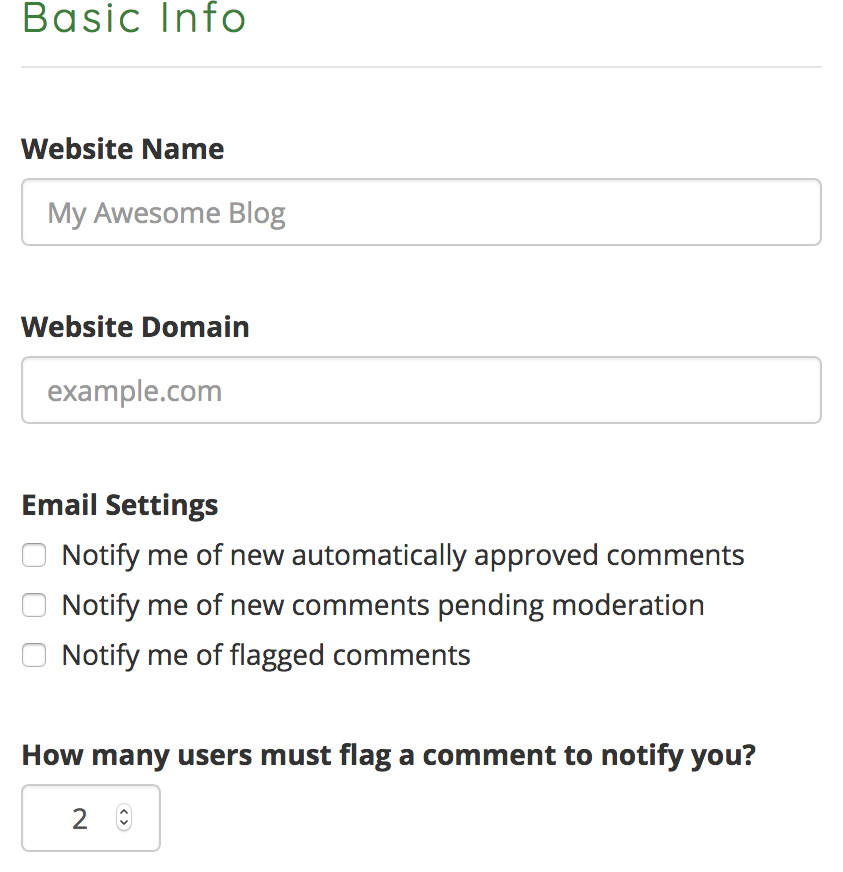 Basic Info
Website Name
My Awesome Blog
Website Domain
example.com
Email Settings
Notify me of new automatically approved comments
Notify me of new comments pending moderation
Notify me of flagged comments
How many users must flag a comment to notify you?
2